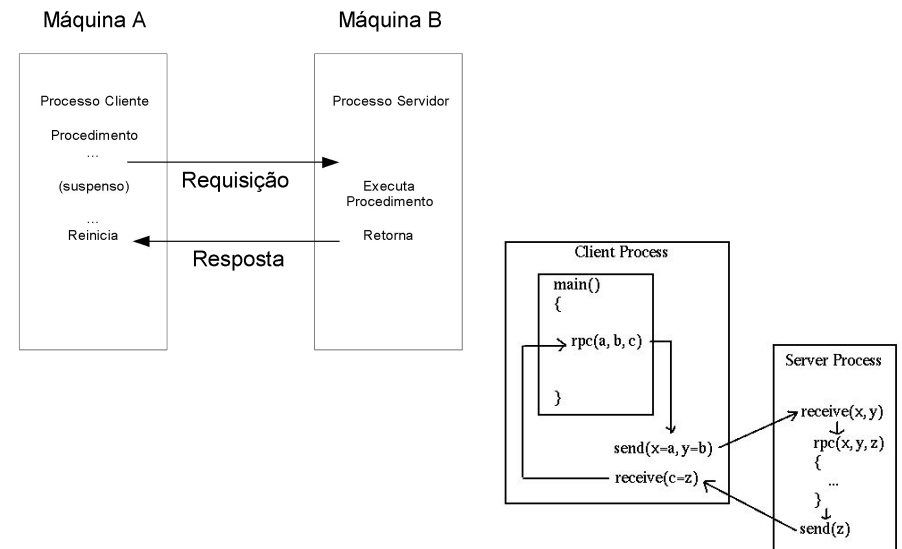 Máquina A
Máquina B
Processo Cliente
Procedimento
...
(suspenso)
...
Reinicia
Requisição
Resposta
Processo Servidor
Executa
Procedimento
Retorna
Client Process
main()
{
rpc(a, b, c)
}
send(x=a, y=b)
receive(c=z)
Server Process
receive(x, y)
rpc(x, y, z)
{
...
}
send(z)